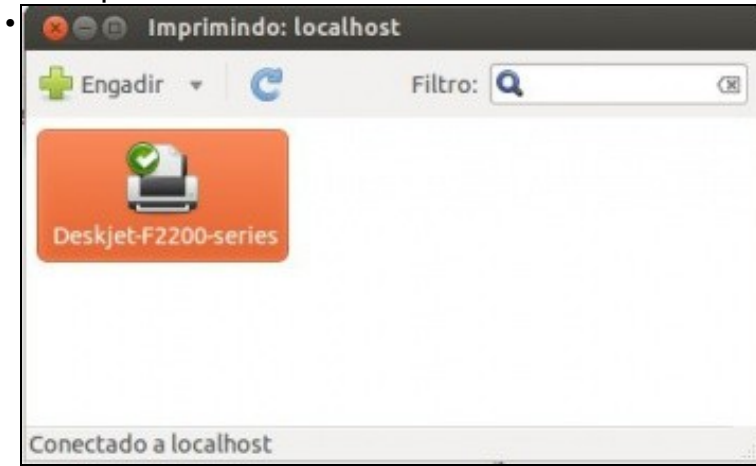 Imprimindo: localhost
Engadir Filtro:
Deskjet-F2200-series
Conectado a localhost